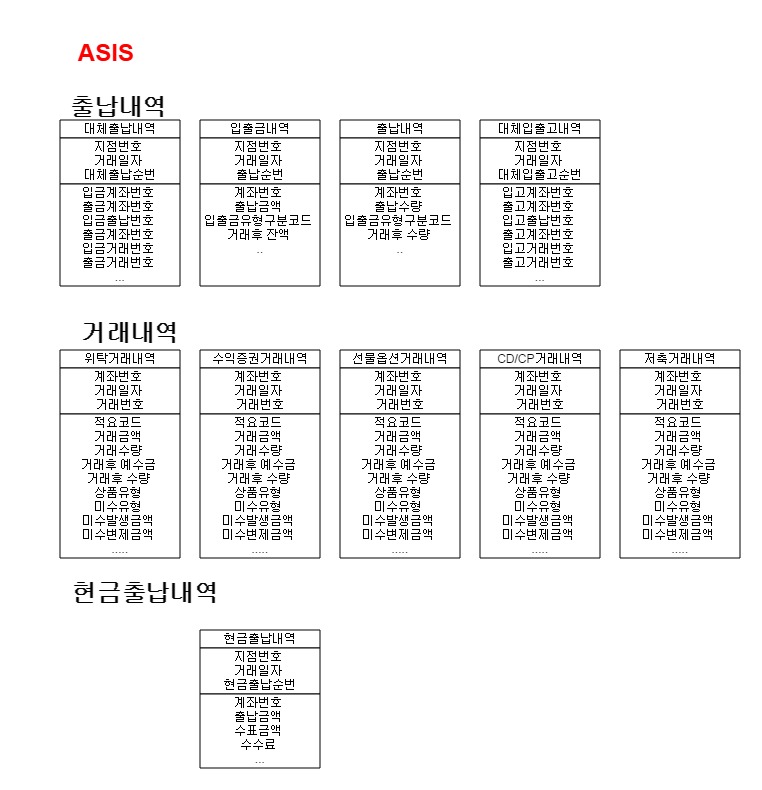 ASIS
출납내역
대체출납내역
지점번호
거래일자
대체출납순번
입금계좌번호
출금계좌번호
입금출납번호
출금계좌번호
입금거래번호
출금거래번호
...
입출금내역
지점번호
거래일자
출납순번
계좌번호
출납금액
입출금유형구분코드
거래후 잔액
..
출납내역
지점번호
거래일자
출납순번
계좌번호
출납수량
입출금유형구분코드
거래후 수량
..
대체입출고내역
지점번호
거래일자
대체입출고순번
입고계좌번호
출고계좌번호
입고출납번호
출고계좌번호
입고거래번호
출고거래번호
...
거래내역
위탁거래내역
계좌번호
거래일자
거래번호
적요코드
거래금액
거래수량
거래후 예수금
거래후 수량
상품유형
미수유형
미수발생금액
미수변제금액
.....
수익증권거래내역
계좌번호
거래일자
거래번호
적요코드
거래금액
거래수량
거래후 예수금
거래후 수량
상품유형
미수유형
미수발생금액
미수변제금액
.....
선물옵션거래내역
계좌번호
거래일자
거래번호
적요코드
거래금액
거래수량
거래후 예수금
거래후 수량
상품유형
미수유형
미수발생금액
미수변제금액
.....
CD/CP거래내역
계좌번호
거래일자
거래번호
적요코드
거래금액
거래수량
거래후 예수금
거래후 수량
상품유형
미수유형
미수발생금액
미수변제금액
.....
저축거래내역
계좌번호
거래일자
거래번호
적요코드
거래금액
거래수량
거래후 예수금
거래후 수량
상품유형
미수유형
미수발생금액
미수변제금액
.....
현금출납내역
현금출납내역
지점번호
거래일자
현금출납순번
계좌번호
출납금액
수표금액
수수료
...